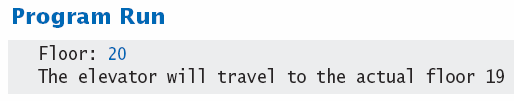 Program Run
Floor: 20
The elevator will travel to the actual floor 19